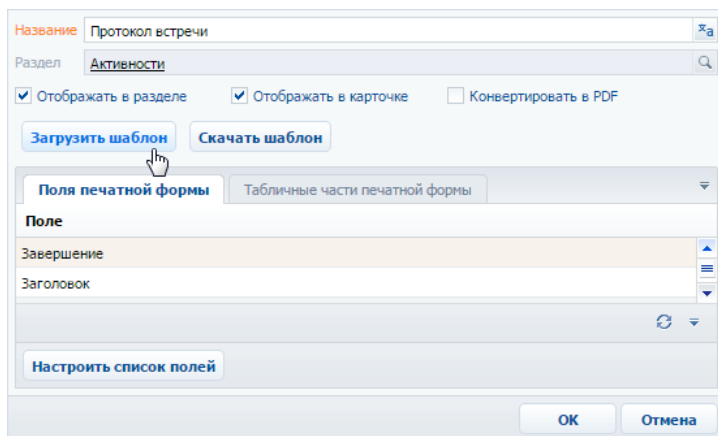 Название Протокол встречи
Раздел Активности
Отображать в разделе Отображать в карточке Конвертировать в PDF
Загрузить шаблон Скачать шаблон
Поля печатной формы Табличные части печатной формы
Поле
Завершение
Заголовок
Настроить список полей
ОК Отмена